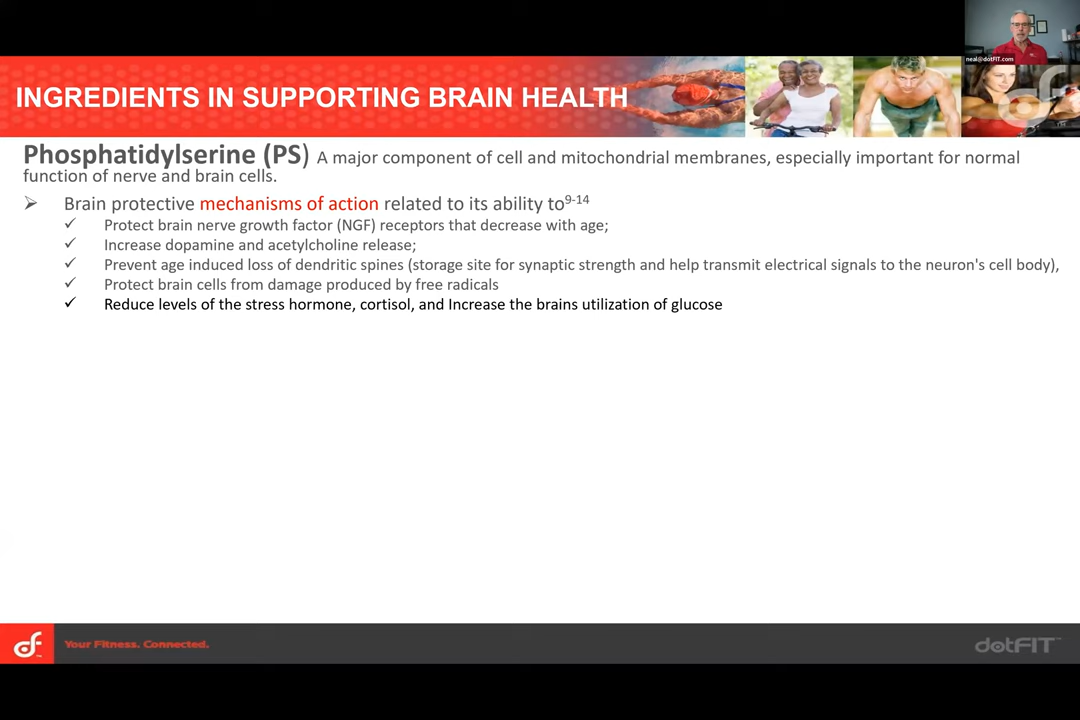 neal@dotFIT.com
INGREDIENTS IN SUPPORTING BRAIN HEALTH
Phosphatidylserine (PS) A major component of cell and mitochondrial membranes, especially important for normal
function of nerve and brain cells.
Brain protective mechanisms of action related to its ability to9-14
Protect brain nerve growth factor (NGF) receptors that decrease with age;
Increase dopamine and acetylcholine release;
Prevent age induced loss of dendritic spines (storage site for synaptic strength and help transmit electrical signals to the neuron's cell body),
Protect brain cells from damage produced by free radicals
Reduce levels of the stress hormone, cortisol, and Increase the brains utilization of glucose
df
Your Fitness. Connected.
dotFIT™